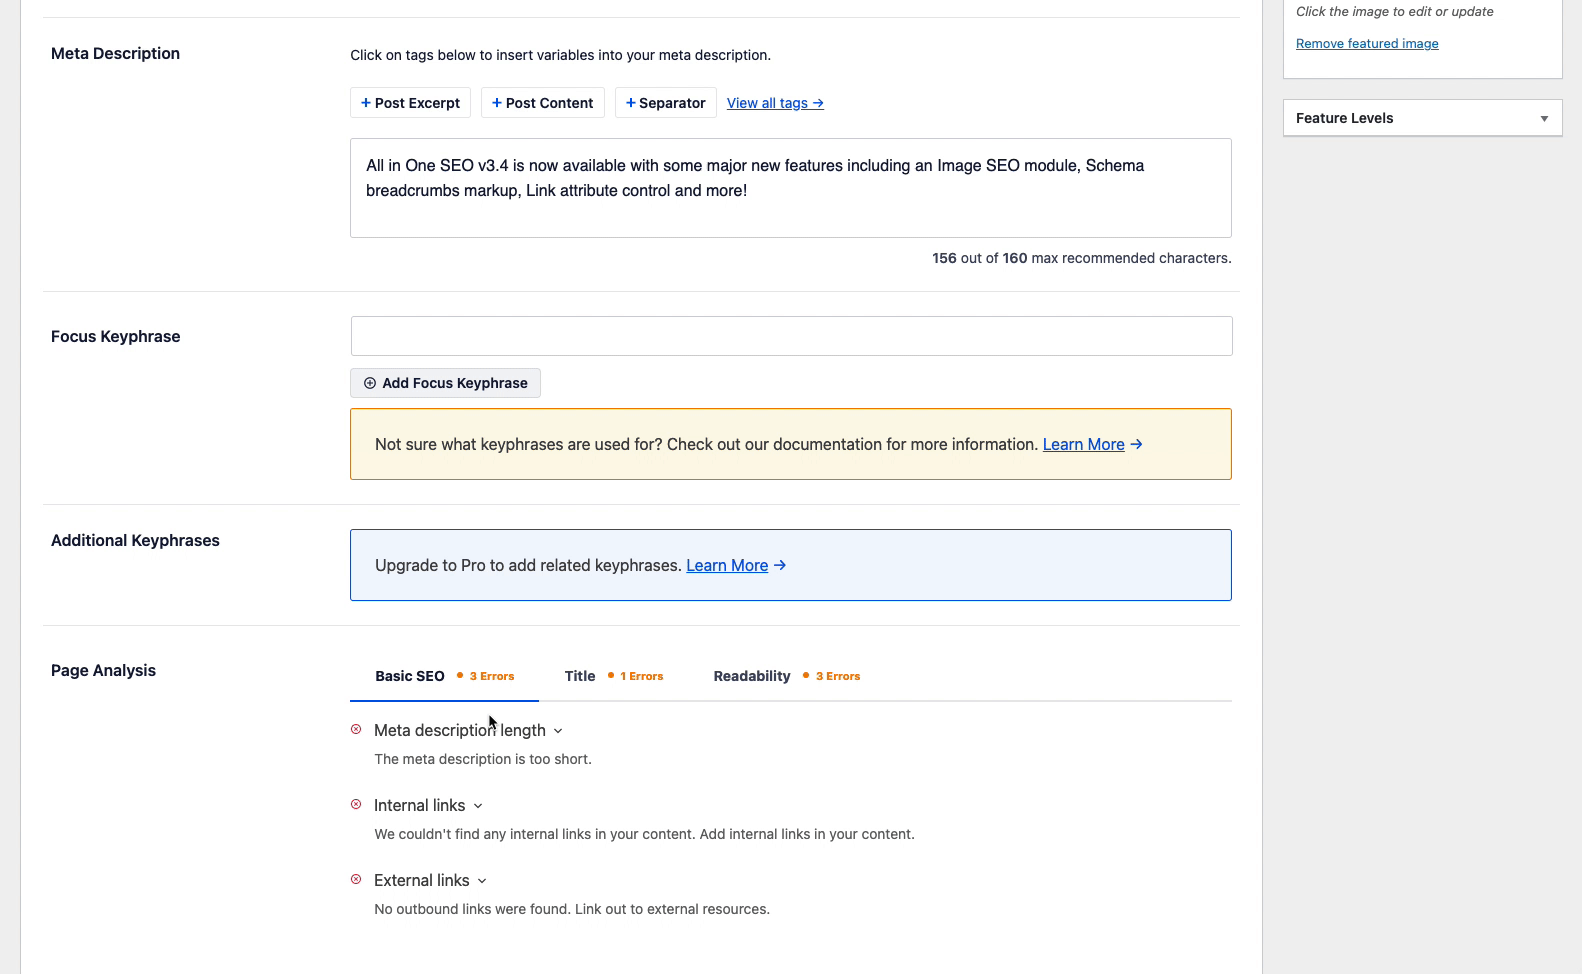 Click the image to edit or update
Remove featured image
Feature Levels
Meta Description
Click on tags below to insert variables into your meta description.
+ Post Excerpt + Post Content + Separator View all tags →
All in One SEO v3.4 is now available with some major new features including an Image SEO module, Schema
breadcrumbs markup, Link attribute control and more!
156 out of 160 max recommended characters.
Focus Keyphrase
Add Focus Keyphrase
Not sure what keyphrases are used for? Check out our documentation for more information. Learn More →
Additional Keyphrases
Upgrade to Pro to add related keyphrases. Learn More →
Page Analysis
Basic SEO • 3 Errors Title • 1 Errors Readability • 3 Errors
Meta description length
The meta description is too short.
Internal links
We couldn't find any internal links in your content. Add internal links in your content.
External links
No outbound links were found. Link out to external resources.